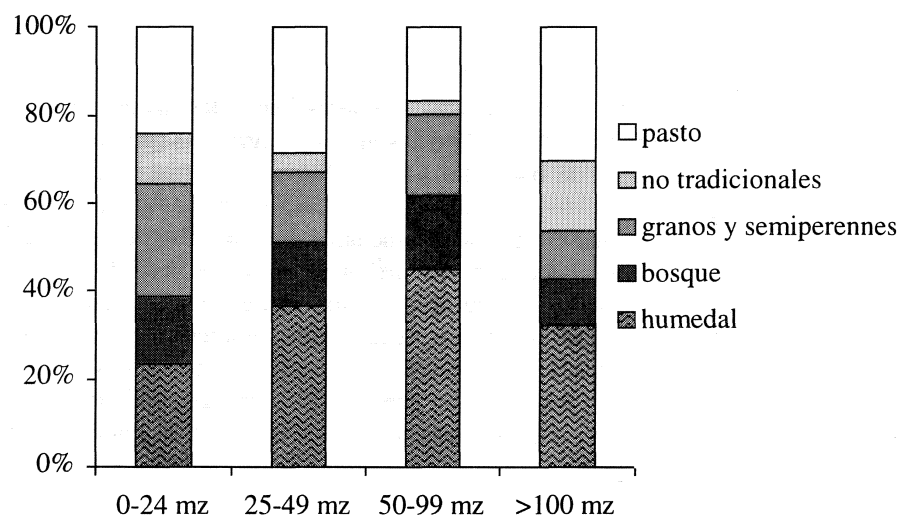 100%
80%
60%
40%
20%
0%
0-24 mz 25-49 mz 50-99 mz >100 mz
pasto
no tradicionales
granos y semiperennes
bosque
humedal